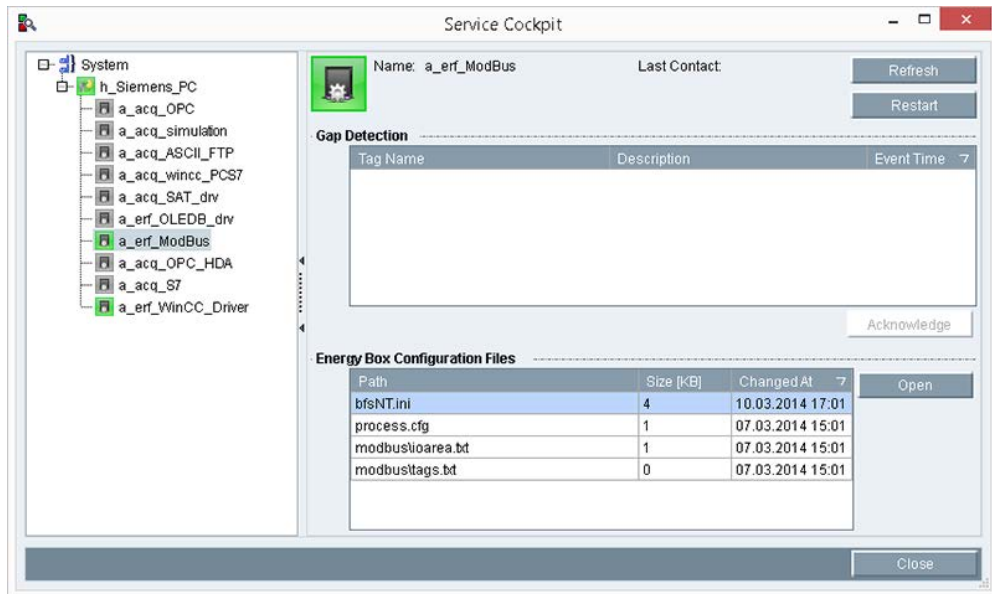 Service Cockpit
System
h_Siemens_PC
a_acq_OPC
a_acq_simulation
a_acq_ASCII_FTP
a_acq_wincc_PCS7
a_acq_SAT_drv
a_erf_OLEDB_drv
a_erf_ModBus
a_acq_OPC_HDA
a_acq_S7
a_erf_WinCC_Driver
Name: a_erf_ModBus Last Contact:
Refresh
Restart
Gap Detection
Tag Name Description Event Time
Acknowledge
Energy Box Configuration Files
Path Size [KB] Changed At
Open
bfsNT.ini 4 10.03.2014 17:01
process.cfg 1 07.03.2014 15:01
modbus\ioarea.txt 1 07.03.2014 15:01
modbus\tags.txt 0 07.03.2014 15:01
Close